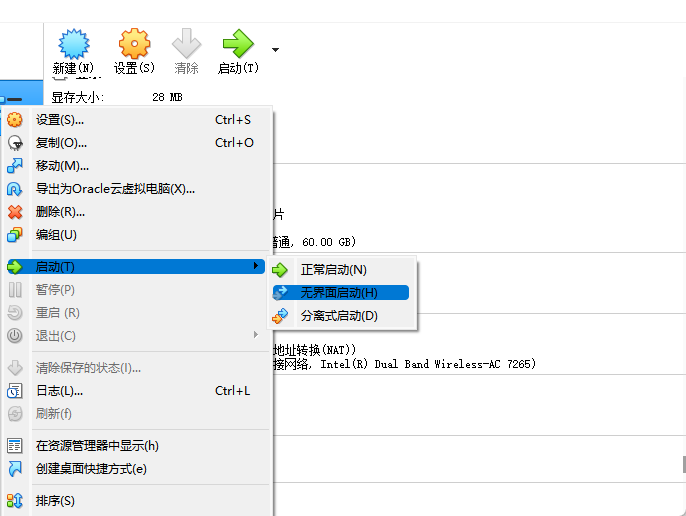 新建(N) 设置(S) 清除 启动(T)
显存大小: 28 MB
设置(S)... Ctrl+S
复制(O)... Ctrl+O
移动(M)...
导出为Oracle云虚拟电脑(X)...
删除(R)...
片
编组(U)
普通, 60.00 GB)
启动(T)
正常启动(N)
暂停(P)
无界面启动(H)
重启 (R)
分离式启动(D)
退出(C)
地址转换(NAT))
接网络, Intel(R) Dual Band Wireless-AC 7265)
清除保存的状态(I)...
日志(L)... Ctrl+L
刷新(f)
在资源管理器中显示(h)
创建桌面快捷方式(e)
排序(S)